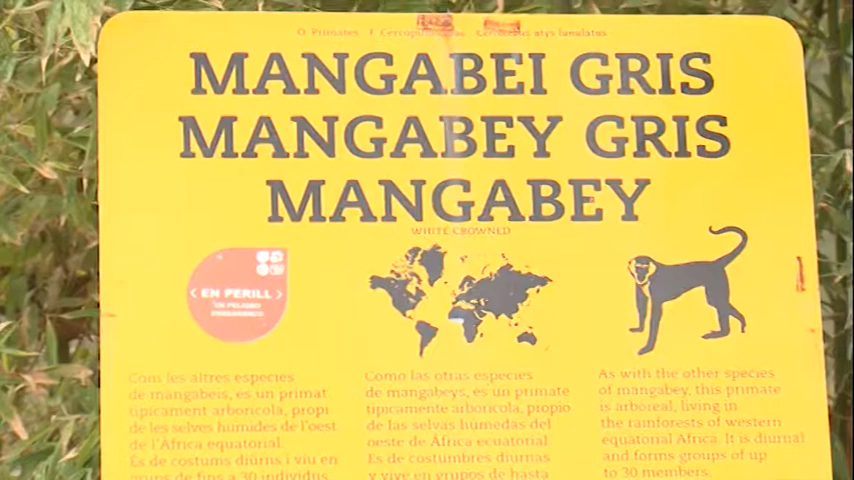 O. Primates F. Cercopithecidae Cercocebus atys lunulatus
MANGABEI GRIS
MANGABEY GRIS
MANGABEY
WHITE CROWNED
EN PERILL
EN PELIGRO
ENDANGERED
Com les altres espècies
de mangabeis, és un primat
típicament arborícola, propi
de les selves humides de l'oest
de l'Àfrica equatorial.
És de costums diürns i viu en
grups de fins a 30 individus.
Como las otras especies
de mangabeys, es un primate
típicamente arborícola, propio
de las selvas húmedas del
oeste de África ecuatorial.
Es de costumbres diurnas
y vive en grupos de hasta
As with the other species
of mangabey, this primate
is arboreal, living in
the rainforests of western
equatorial Africa. It is diurnal
and forms groups of up
to 30 members.